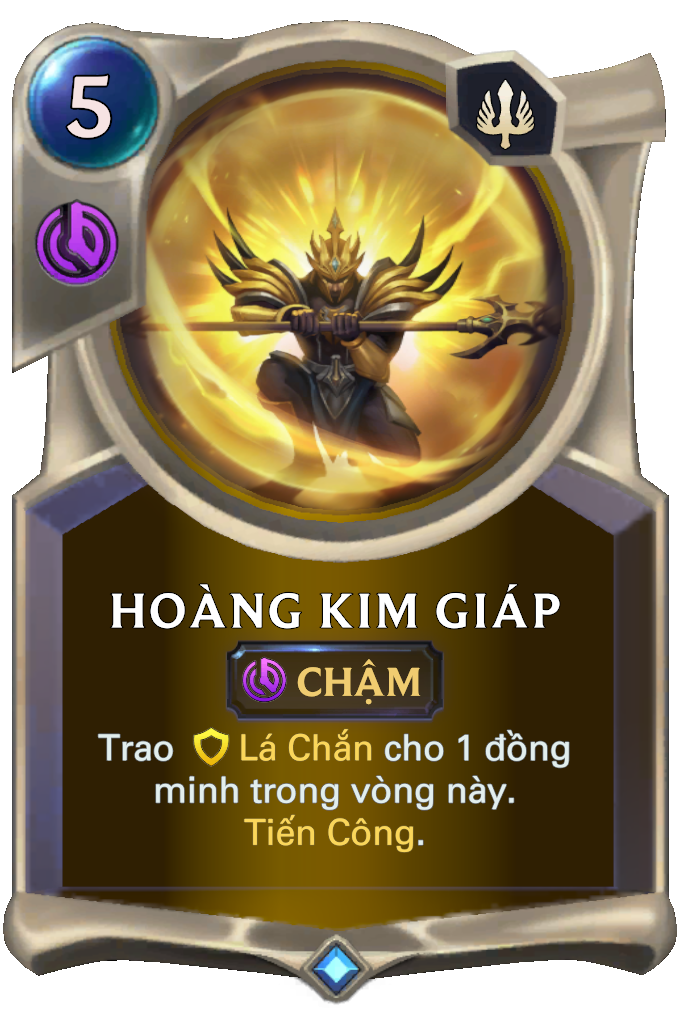 5
HOÀNG KIM GIÁP
CHẬM
Trao Lá Chắn cho 1 đồng
minh trong vòng này.
Tiến Công.